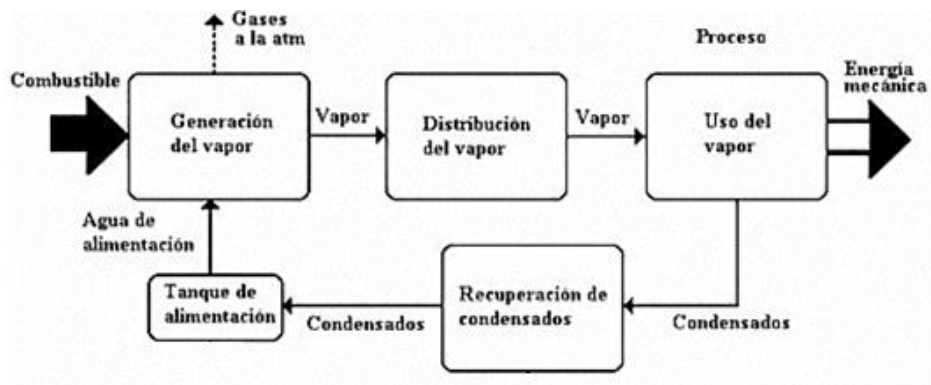 Gases
a la atm
Proceso
Combustible
Energía
mecánica
Generación
del vapor
Vapor
Distribución
del vapor
Vapor
Uso del
vapor
Agua de
alimentación
Tanque de
alimentación
Condensados
Recuperación de
condensados
Condensados